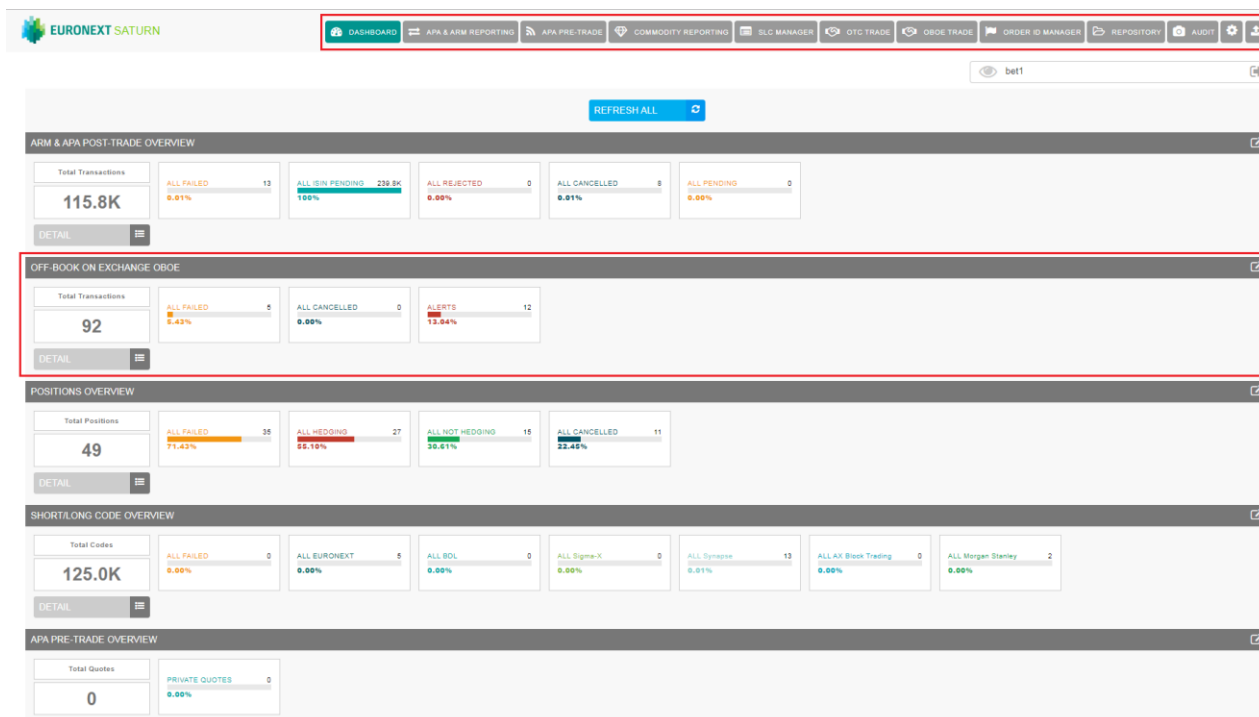 EURONEXT SATURN
DASHBOARD APA & ARM REPORTING APA PRE-TRADE COMMODITY REPORTING SLC MANAGER OTC TRADE OBOE TRADE ORDER ID MANAGER REPOSITORY AUDIT
bet1
REFRESH ALL
ARM & APA POST-TRADE OVERVIEW
Total Transactions
115.8K
DETAIL
ALL FAILED 13
0.01%
ALL ISIN PENDING 239.8K
100%
ALL REJECTED 0
0.00%
ALL CANCELLED 8
0.01%
ALL PENDING 0
0.00%
OFF-BOOK ON EXCHANGE OBOE
Total Transactions
92
DETAIL
ALL FAILED 5
5.43%
ALL CANCELLED 0
0.00%
ALERTS 12
13.04%
POSITIONS OVERVIEW
Total Positions
49
DETAIL
ALL FAILED 35
71.43%
ALL HEDGING 27
55.10%
ALL NOT HEDGING 15
30.61%
ALL CANCELLED 11
22.45%
SHORT/LONG CODE OVERVIEW
Total Codes
125.0K
DETAIL
ALL FAILED 0
0.00%
ALL EURONEXT 5
0.00%
ALL BDL 0
0.00%
ALL Sigma-X 0
0.00%
ALL Synapse 13
0.01%
ALL AX Block Trading 0
0.00%
ALL Morgan Stanley 2
0.00%
APA PRE-TRADE OVERVIEW
Total Quotes
0
PRIVATE QUOTES 0
0.00%